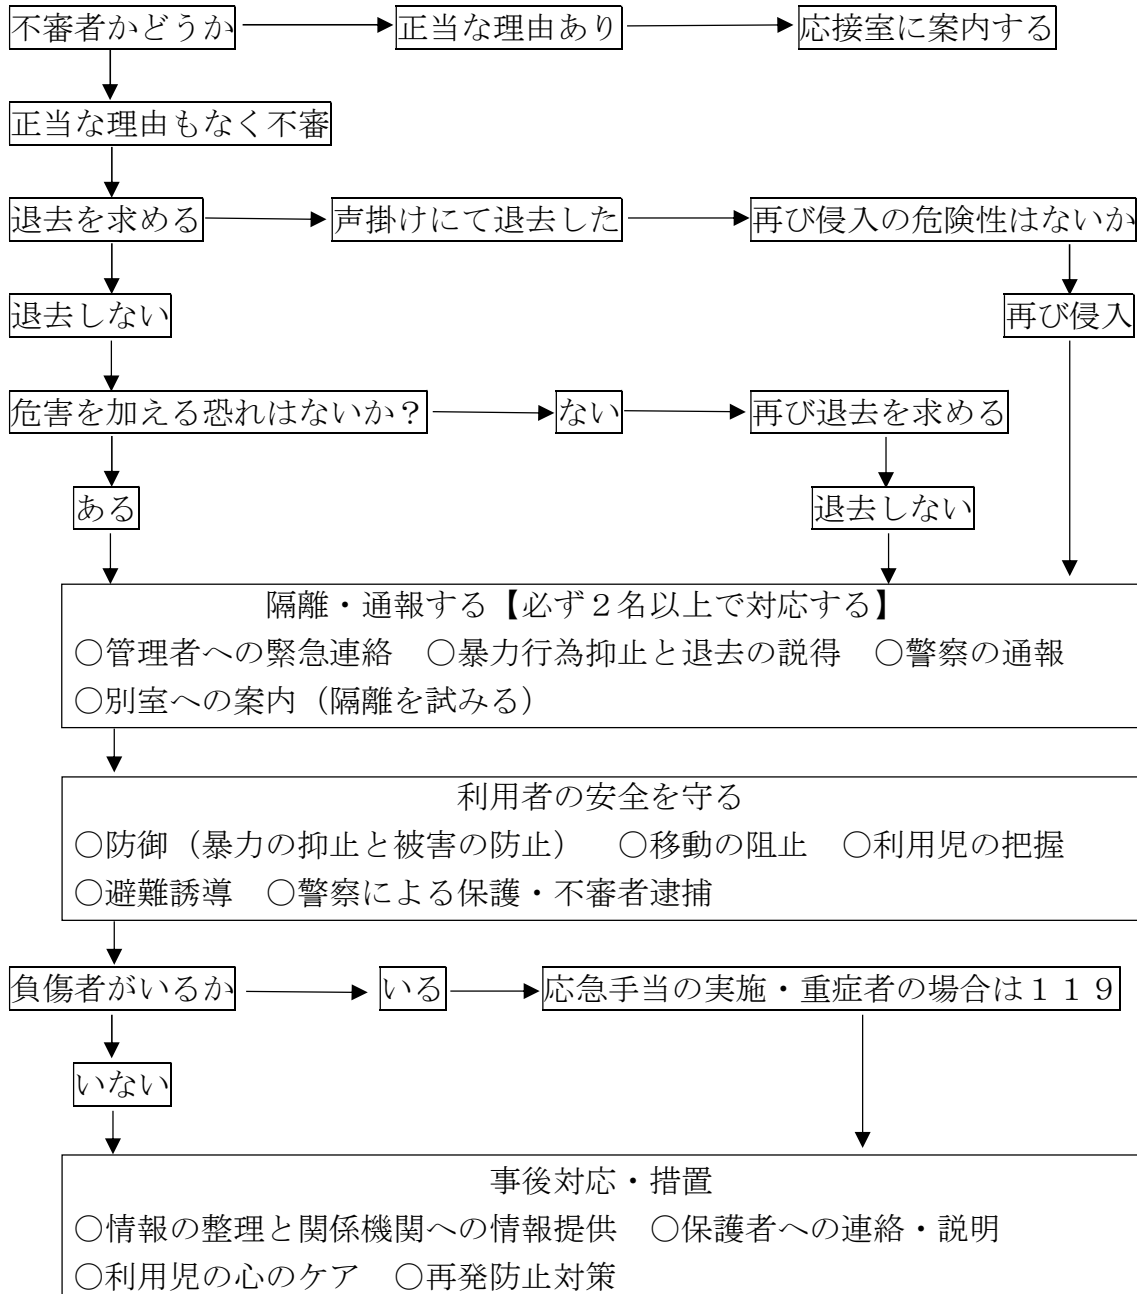 不審者かどうか
正当な理由あり
応接室に案内する
正当な理由もなく不審
退去を求める
声掛けにて退去した
再び侵入の危険性はないか
退去しない
再び侵入
危害を加える恐れはないか？
ない
再び退去を求める
ある
退去しない
隔離・通報する【必ず２名以上で対応する】
○管理者への緊急連絡　○暴力行為抑止と退去の説得　○警察の通報
○別室への案内（隔離を試みる）
利用者の安全を守る
○防御（暴力の抑止と被害の防止）　○移動の阻止　○利用児の把握
○避難誘導　○警察による保護・不審者逮捕
負傷者がいるか
いる
応急手当の実施・重症者の場合は１１９
いない
事後対応・措置
○情報の整理と関係機関への情報提供　○保護者への連絡・説明
○利用児の心のケア　○再発防止対策